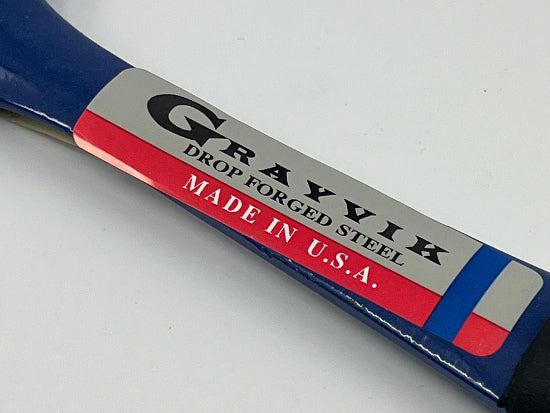 GRAYVIK
DROP FORGED STEEL
MADE IN U.S.A.